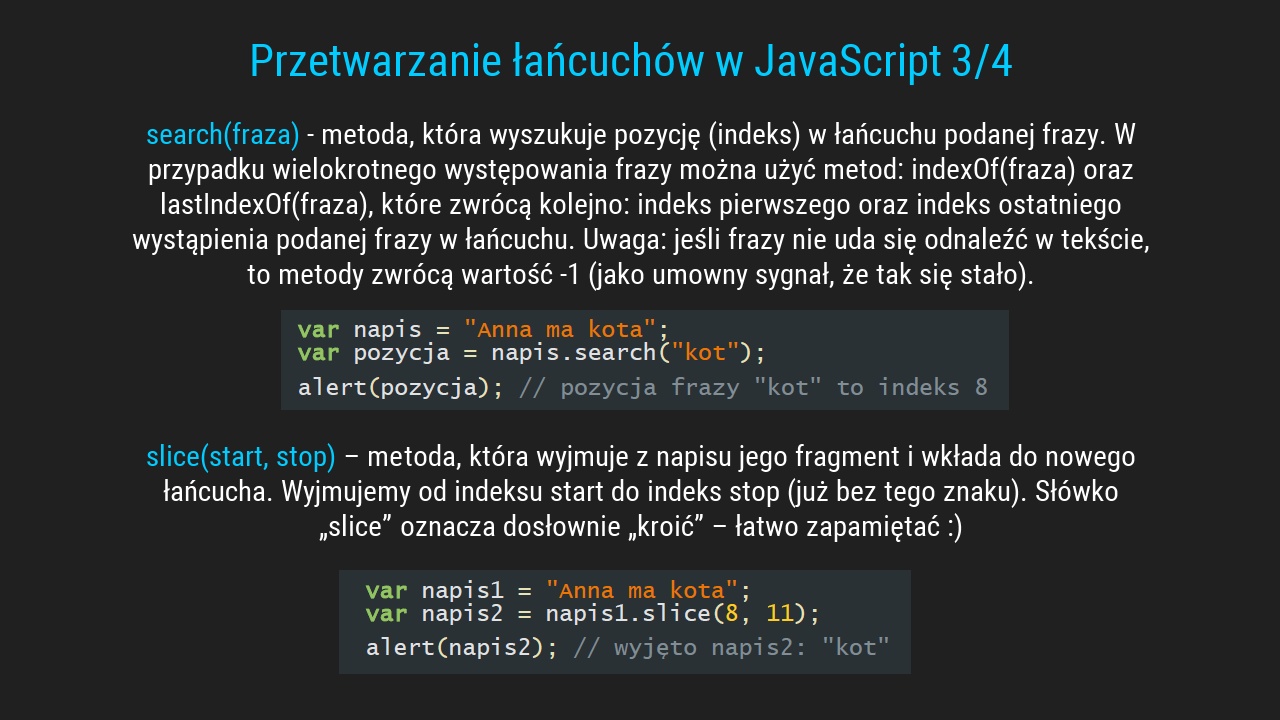 Przetwarzanie łańcuchów w JavaScript 3/4
search(fraza) - metoda, która wyszukuje pozycję (indeks) w łańcuchu podanej frazy. W
przypadku wielokrotnego występowania frazy można użyć metod: indexOf(fraza) oraz
lastIndexOf(fraza), które zwrócą kolejno: indeks pierwszego oraz indeks ostatniego
wystąpienia podanej frazy w łańcuchu. Uwaga: jeśli frazy nie uda się odnaleźć w tekście,
to metody zwrócą wartość -1 (jako umowny sygnał, że tak się stało).
var napis = "Anna ma kota";
var pozycja = napis.search("kot");
alert(pozycja); // pozycja frazy "kot" to indeks 8
slice(start, stop) – metoda, która wyjmuje z napisu jego fragment i wkłada do nowego
łańcucha. Wyjmujemy od indeksu start do indeks stop (już bez tego znaku). Słówko
„slice” oznacza dosłownie „kroić” – łatwo zapamiętać :)
var napis1 = "Anna ma kota";
var napis2 = napis1.slice(8, 11);
alert(napis2); // wyjęto napis2: "kot"